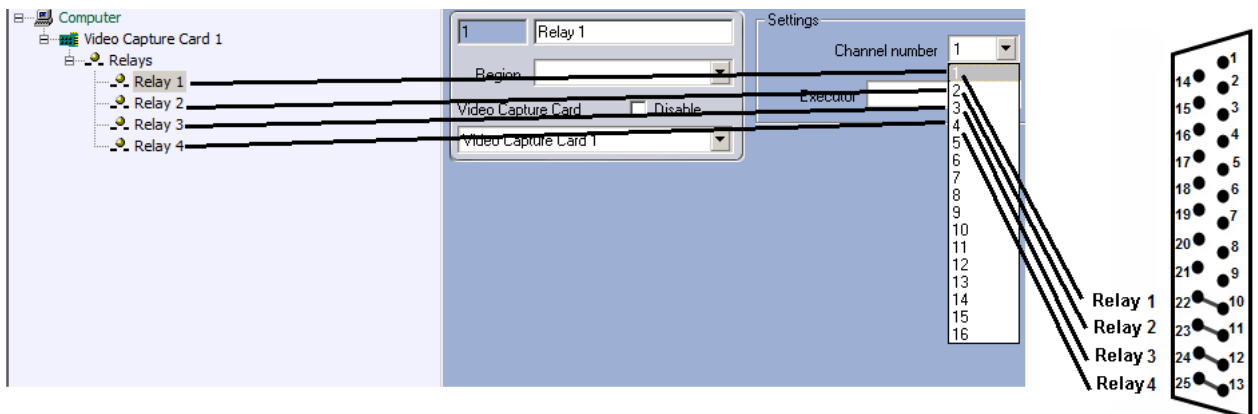 Computer
Video Capture Card 1
Relays
Relay 1
Relay 2
Relay 3
Relay 4
1
Relay 1
Region
Video Capture Card
Disable
Video Capture Card 1
Settings
Channel number
1
Executor
1
2
3
4
5
6
7
8
9
10
11
12
13
14
15
16
Relay 1
Relay 2
Relay 3
Relay 4
1
14
2
15
3
16
4
17
5
18
6
19
7
20
8
21
9
22
10
23
11
24
12
25
13